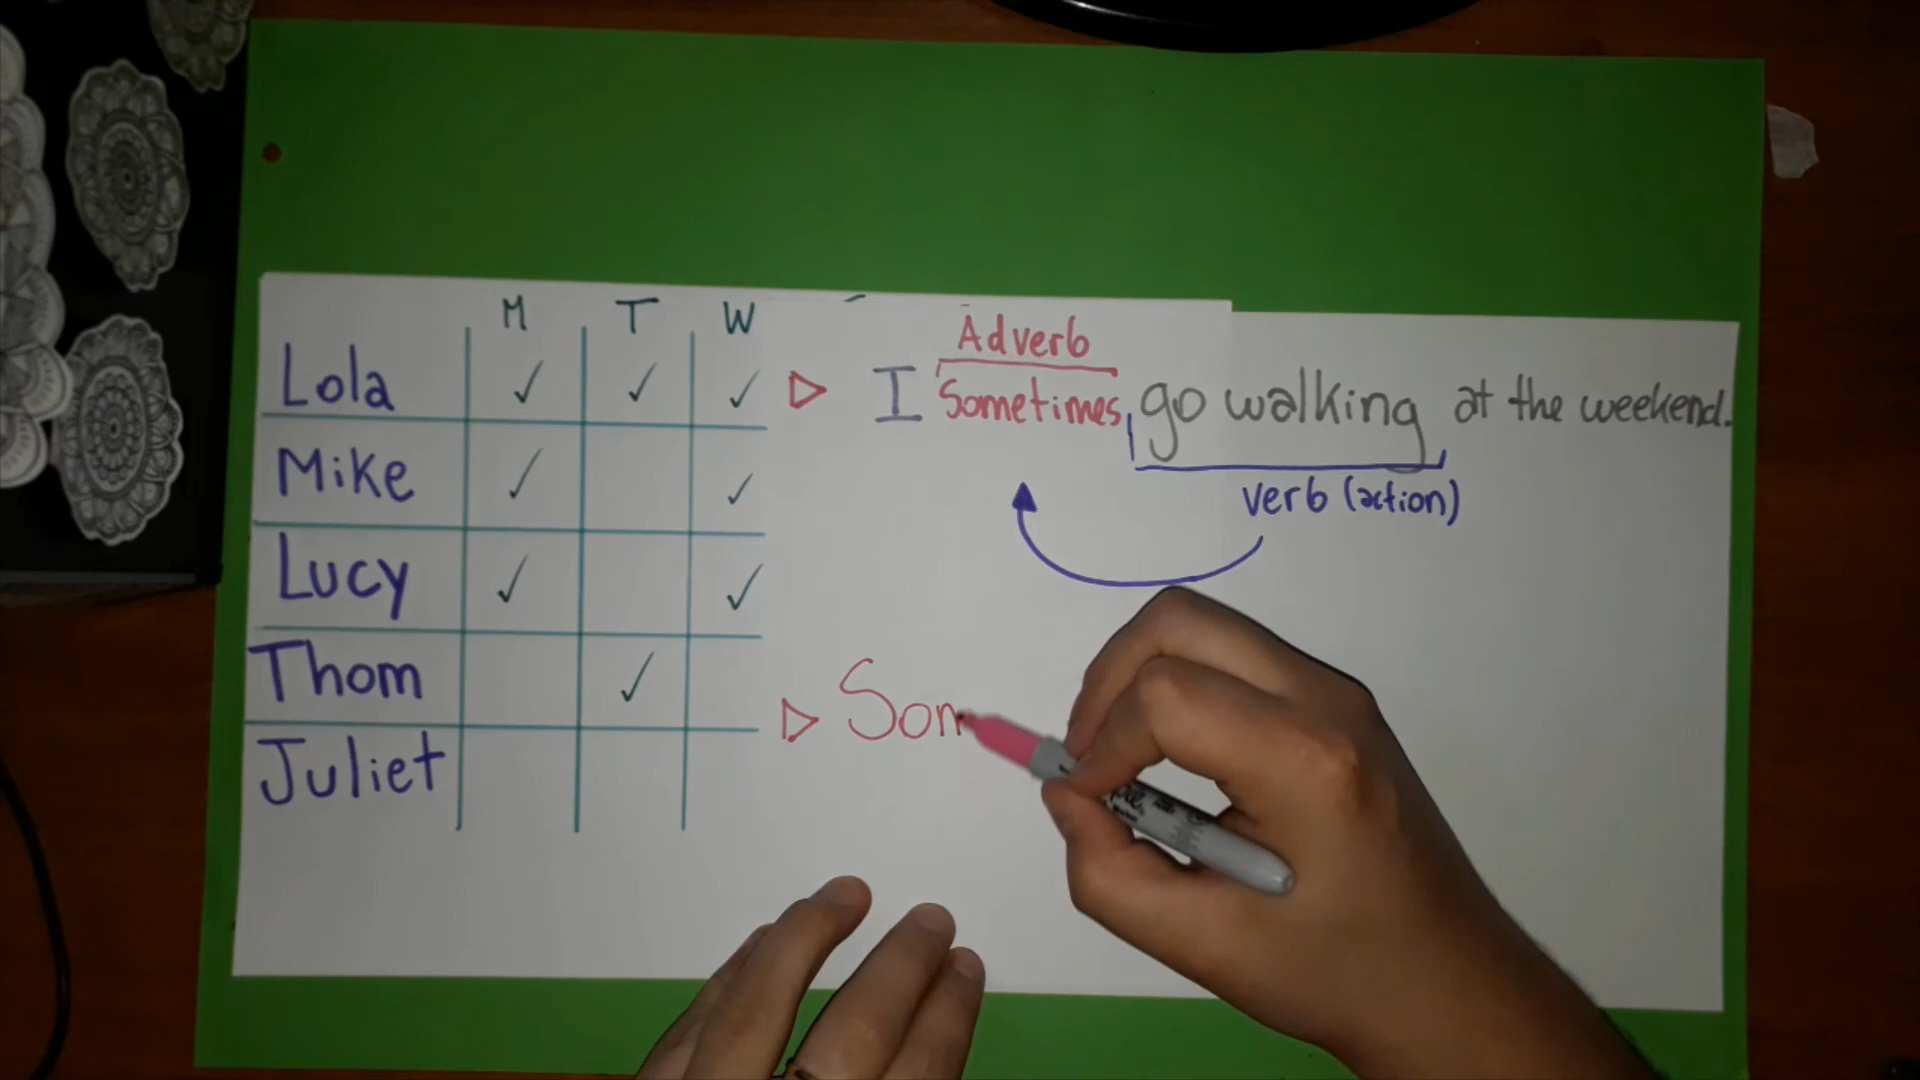 M T W
Lola ✓ ✓ ✓
Mike ✓ ✓
Lucy ✓ ✓
Thom ✓
Juliet
Adverb
I Sometimes go walking at the weekend.
verb (action)
Som